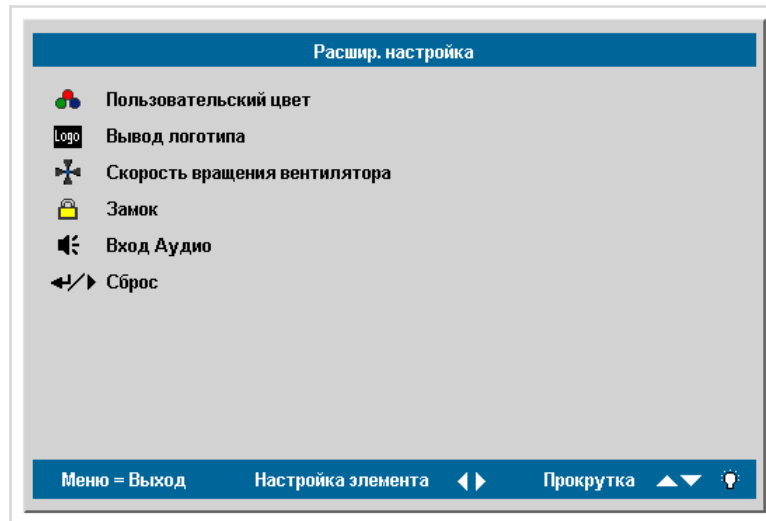 Расшир. настройка
Пользовательский цвет
Logo Вывод логотипа
Скорость вращения вентилятора
Замок
Вход Аудио
Сброс
Меню = Выход Настройка элемента Прокрутка